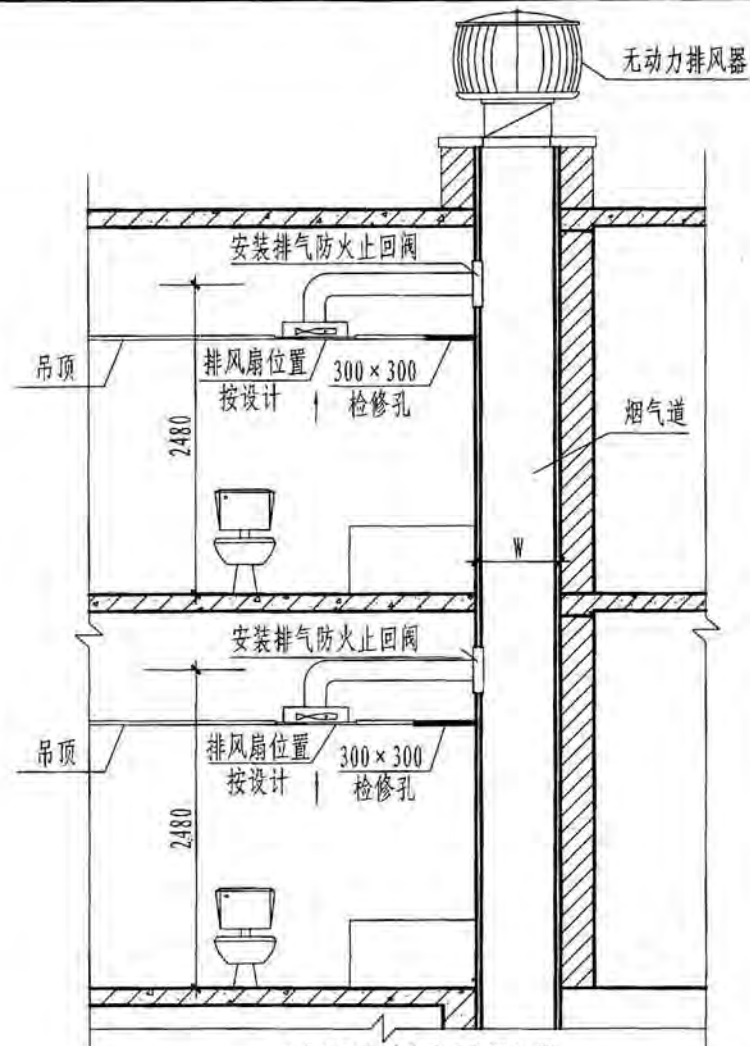 无动力排风器
安装排气防火止回阀
吊顶
排风扇位置
按设计
300×300
检修孔
2480
烟气道
W
安装排气防火止回阀
吊顶
排风扇位置
按设计
300×300
检修孔
2480